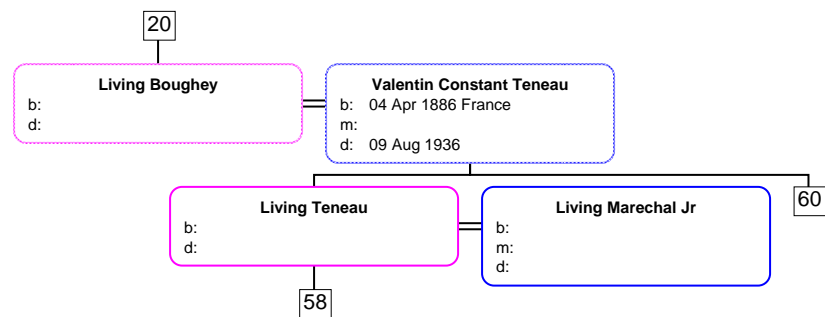 20
Living Boughey
b:
d:
Valentin Constant Teneau
b: 04 Apr 1886 France
m:
d: 09 Aug 1936
60
Living Teneau
b:
d:
Living Marechal Jr
b:
m:
d:
58